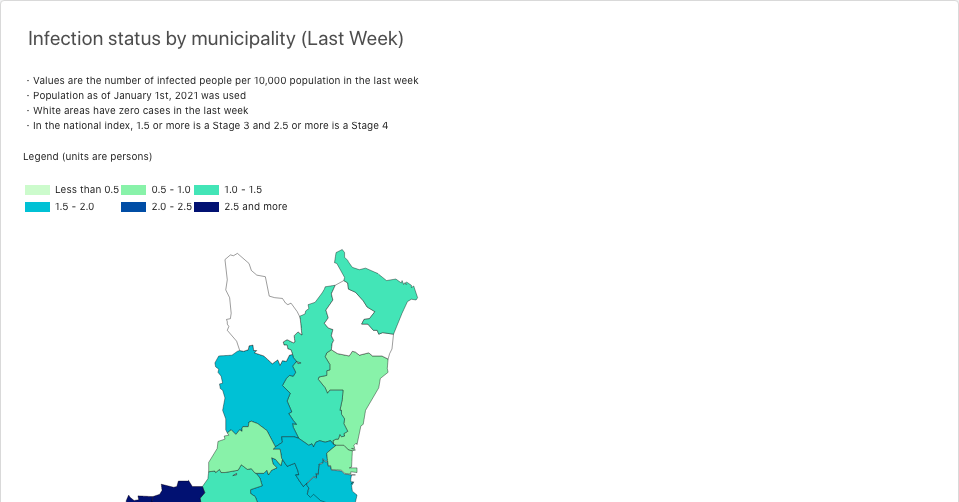 Infection status by municipality (Last Week)
· Values are the number of infected people per 10,000 population in the last week
· Population as of January 1st, 2021 was used
· White areas have zero cases in the last week
· In the national index, 1.5 or more is a Stage 3 and 2.5 or more is a Stage 4
Legend (units are persons)
Less than 0.5 0.5 - 1.0 1.0 - 1.5
1.5 - 2.0 2.0 - 2.5 2.5 and more